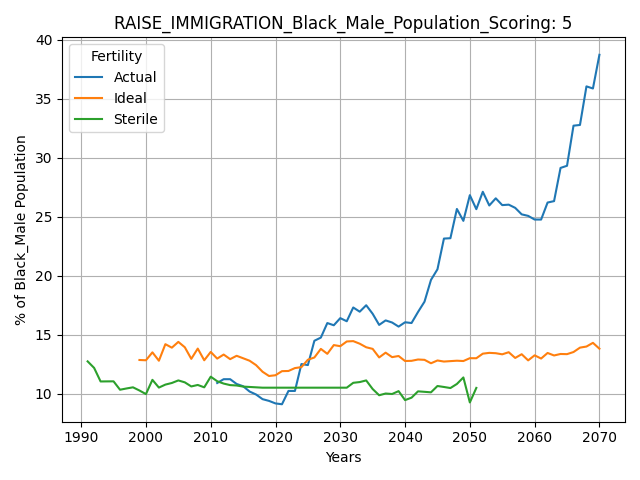 RAISE_IMMIGRATION_Black_Male_Population_Scoring: 5
% of Black_Male Population
40
35
30
25
20
15
10
Fertility
Actual
Ideal
Sterile
1990 2000 2010 2020 2030 2040 2050 2060 2070
Years